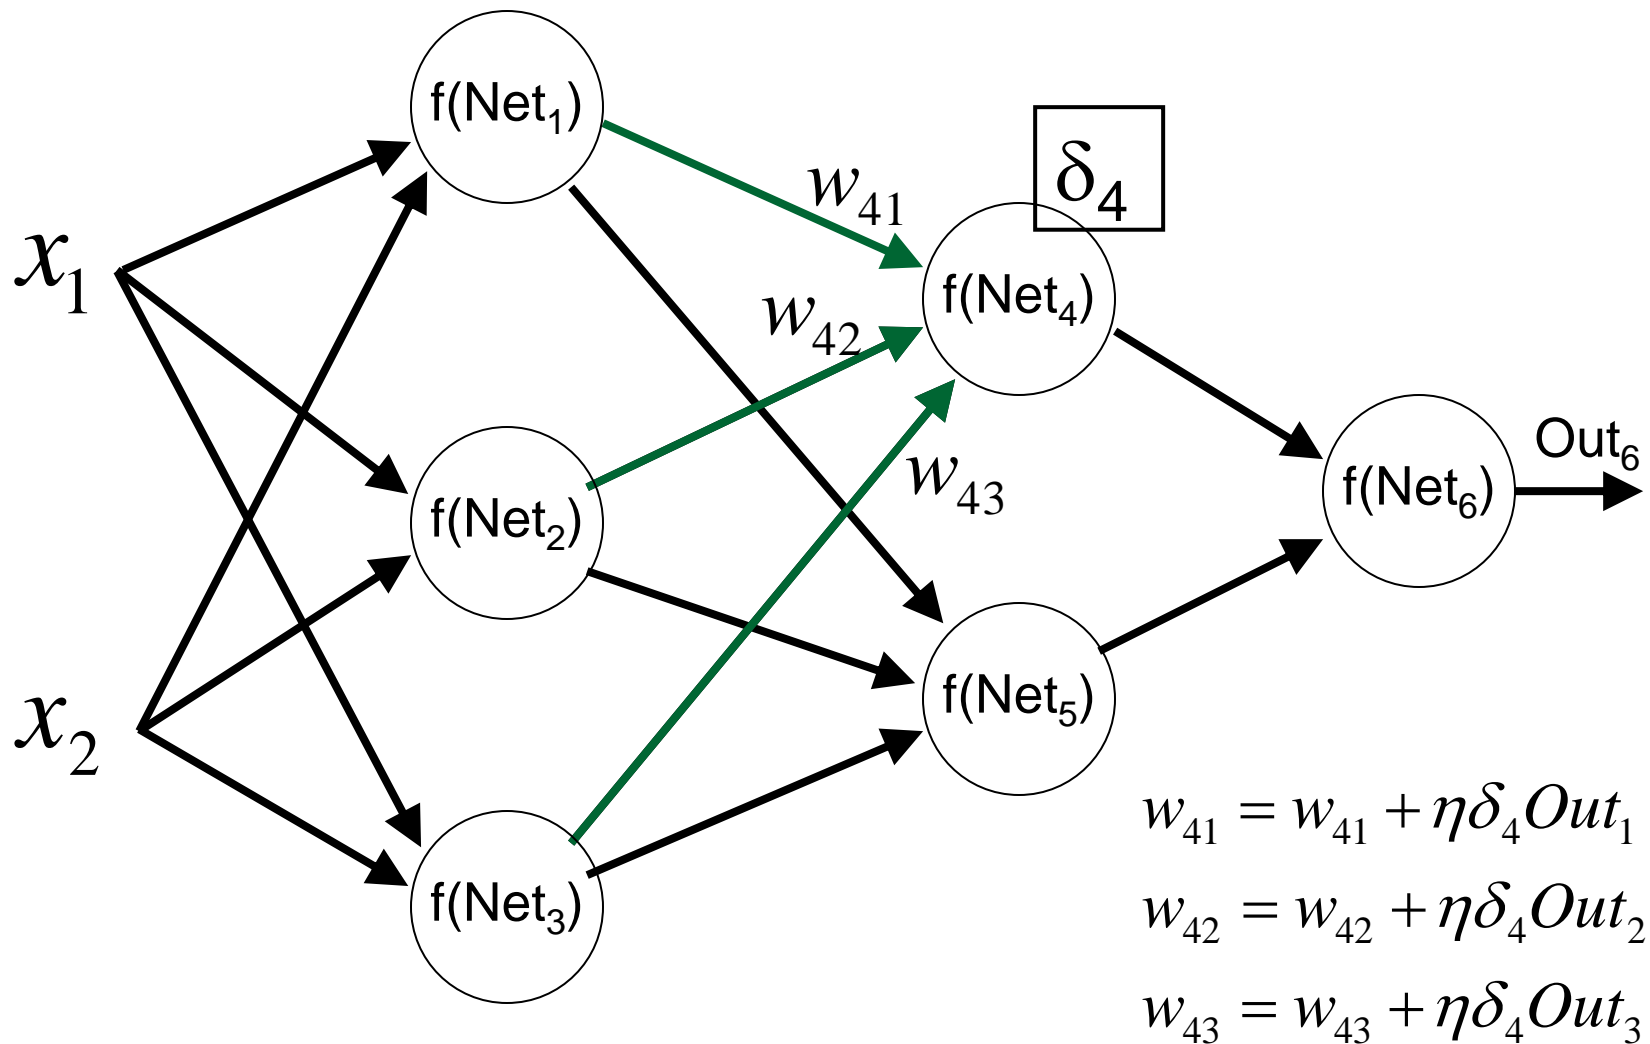 f(Net₁)
δ₄
w₄₁
x₁
f(Net₄)
w₄₂
Out₆
w₄₃
f(Net₆)
f(Net₂)
x₂
f(Net₅)
w₄₁ = w₄₁ + ηδ₄Out₁
f(Net₃)
w₄₂ = w₄₂ + ηδ₄Out₂
w₄₃ = w₄₃ + ηδ₄Out₃